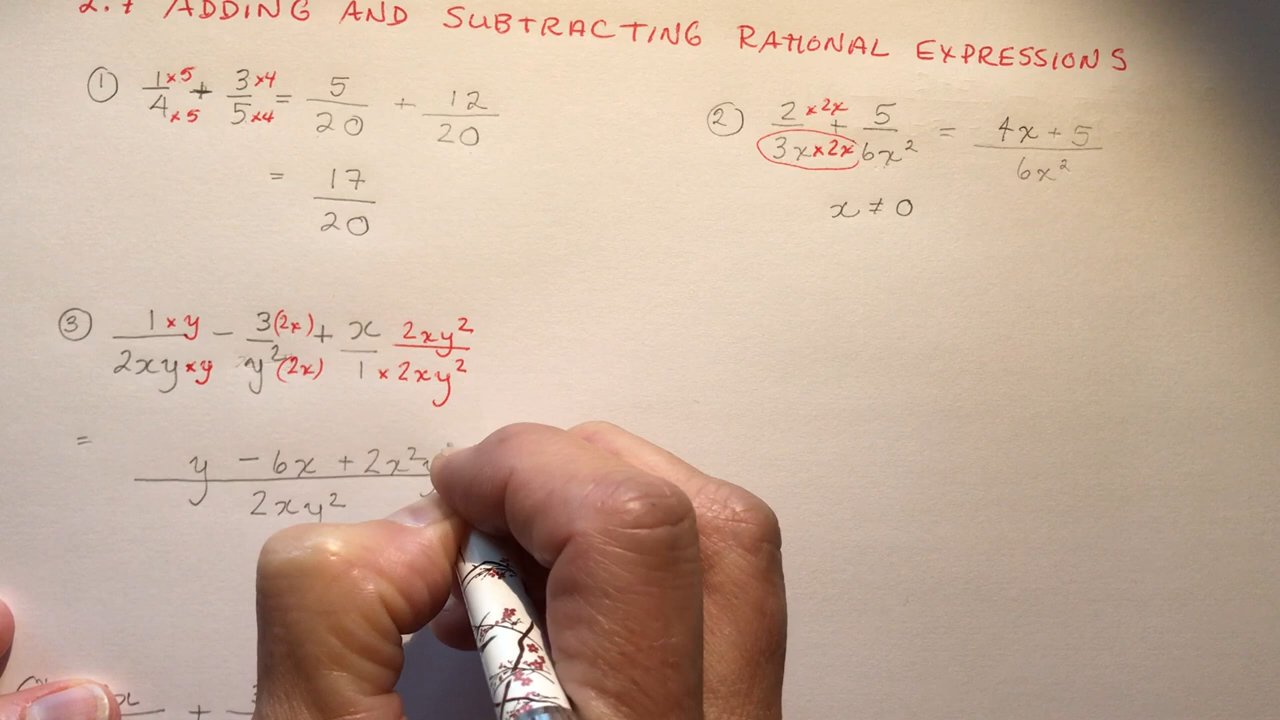 2.7 ADDING AND SUBTRACTING RATIONAL EXPRESSIONS
① 1×5/4×5 + 3×4/5×4 = 5/20 + 12/20
= 17/20
② 2×2x/3x×2x + 5/6x² = 4x + 5/6x²
x ≠ 0
③ 1×y/2xy×y - 3(2x)/y²(2x) + x/1 × 2xy²/2xy²
= y - 6x + 2x²y/2xy²
x +